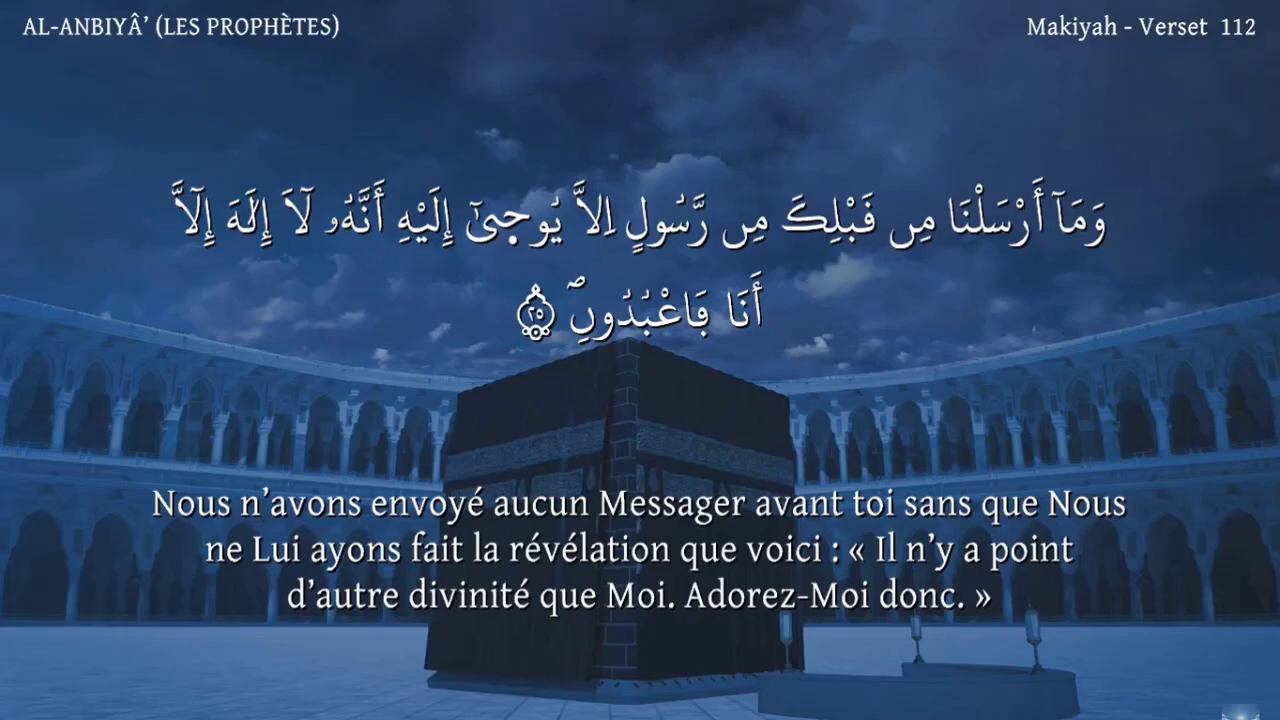 AL-ANBIYÂ’ (LES PROPHÈTES)
Makiyah - Verset 112
وَمَآ أَرْسَلْنَا مِن قَبْلِكَ مِن رَّسُولٍ اِلاَّ يُوحِىٰٓ إِلَيْهِ أَنَّهُۥ لَآ إِلَٰهَ إِلَّآ
أَنَا فَاعْبُدُونِۖ ٢٥
Nous n’avons envoyé aucun Messager avant toi sans que Nous
ne Lui ayons fait la révélation que voici : « Il n’y a point
d’autre divinité que Moi. Adorez-Moi donc. »